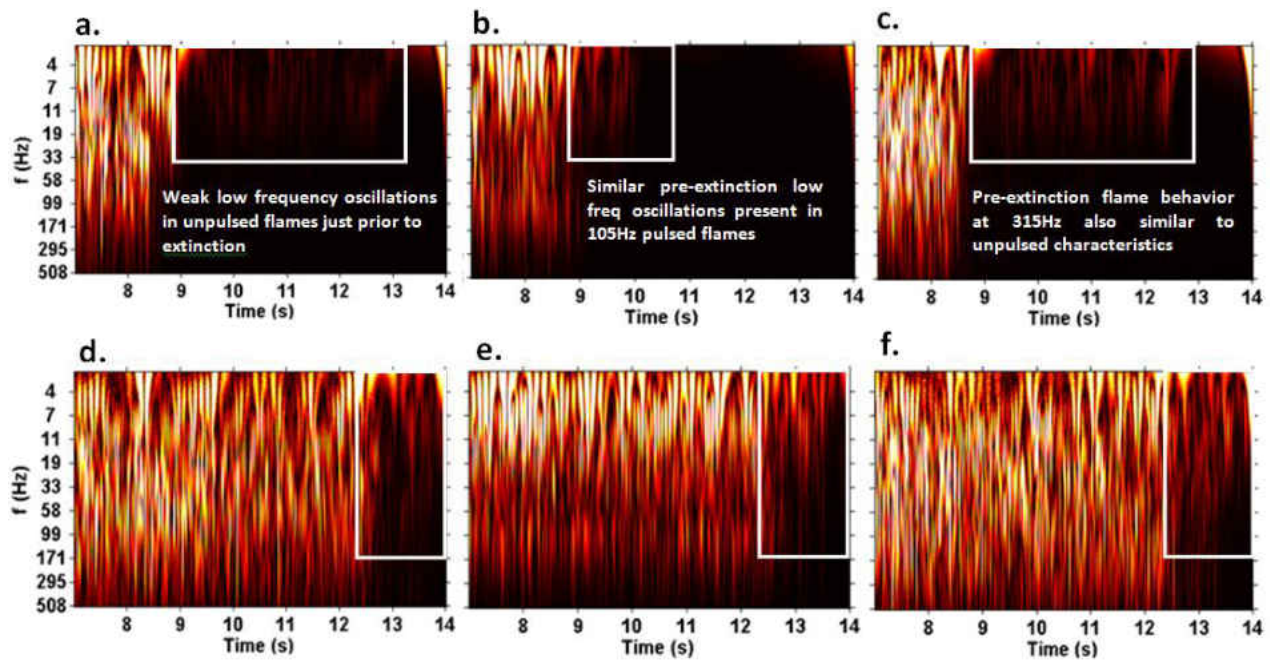 a.
b.
c.
f (Hz)
4
7
11
19
33
58
99
171
295
508
Weak low frequency oscillations
in unpulsed flames just prior to
extinction
Similar pre-extinction low
freq oscillations present in
105Hz pulsed flames
Pre-extinction flame behavior
at 315Hz also similar to
unpulsed characteristics
8 9 10 11 12 13 14
8 9 10 11 12 13 14
8 9 10 11 12 13 14
Time (s)
Time (s)
Time (s)
d.
e.
f.
f (Hz)
4
7
11
19
33
58
99
171
295
508
8 9 10 11 12 13 14
8 9 10 11 12 13 14
8 9 10 11 12 13 14
Time (s)
Time (s)
Time (s)